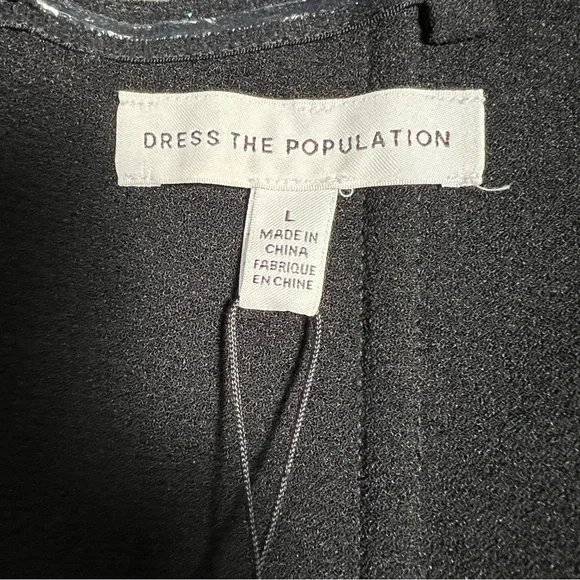 DRESS THE POPULATION
L
MADE IN
CHINA
FABRIQUE
EN CHINE